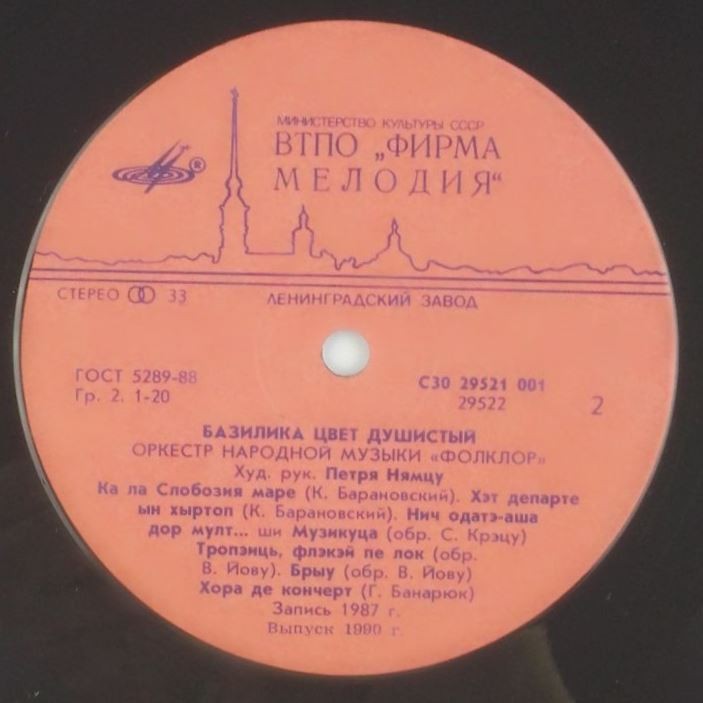 МИНИСТЕРСТВО КУЛЬТУРЫ СССР
ВТПО „ФИРМА
МЕЛОДИЯ“
®
СТЕРЕО 33
ЛЕНИНГРАДСКИЙ ЗАВОД
ГОСТ 5289-88
Гр. 2. 1-20
С30 29521 001
29522
2
БАЗИЛИКА ЦВЕТ ДУШИСТЫЙ
ОРКЕСТР НАРОДНОЙ МУЗЫКИ «ФОЛКЛОР»
Худ. рук. Петря Нямцу
Ка ла Слобозия маре (К. Барановский). Хэт департе
ын хыртоп (К. Барановский). Нич одатэ-аша
дор мулт... ши Музикуца (обр. С. Крэцу)
Тропэиць, флэкэй пе лок (обр.
В. Йову). Брыу (обр. В. Йову)
Хора де кончерт (Г. Банарюк)
Запись 1987 г.
Выпуск 1990 г.